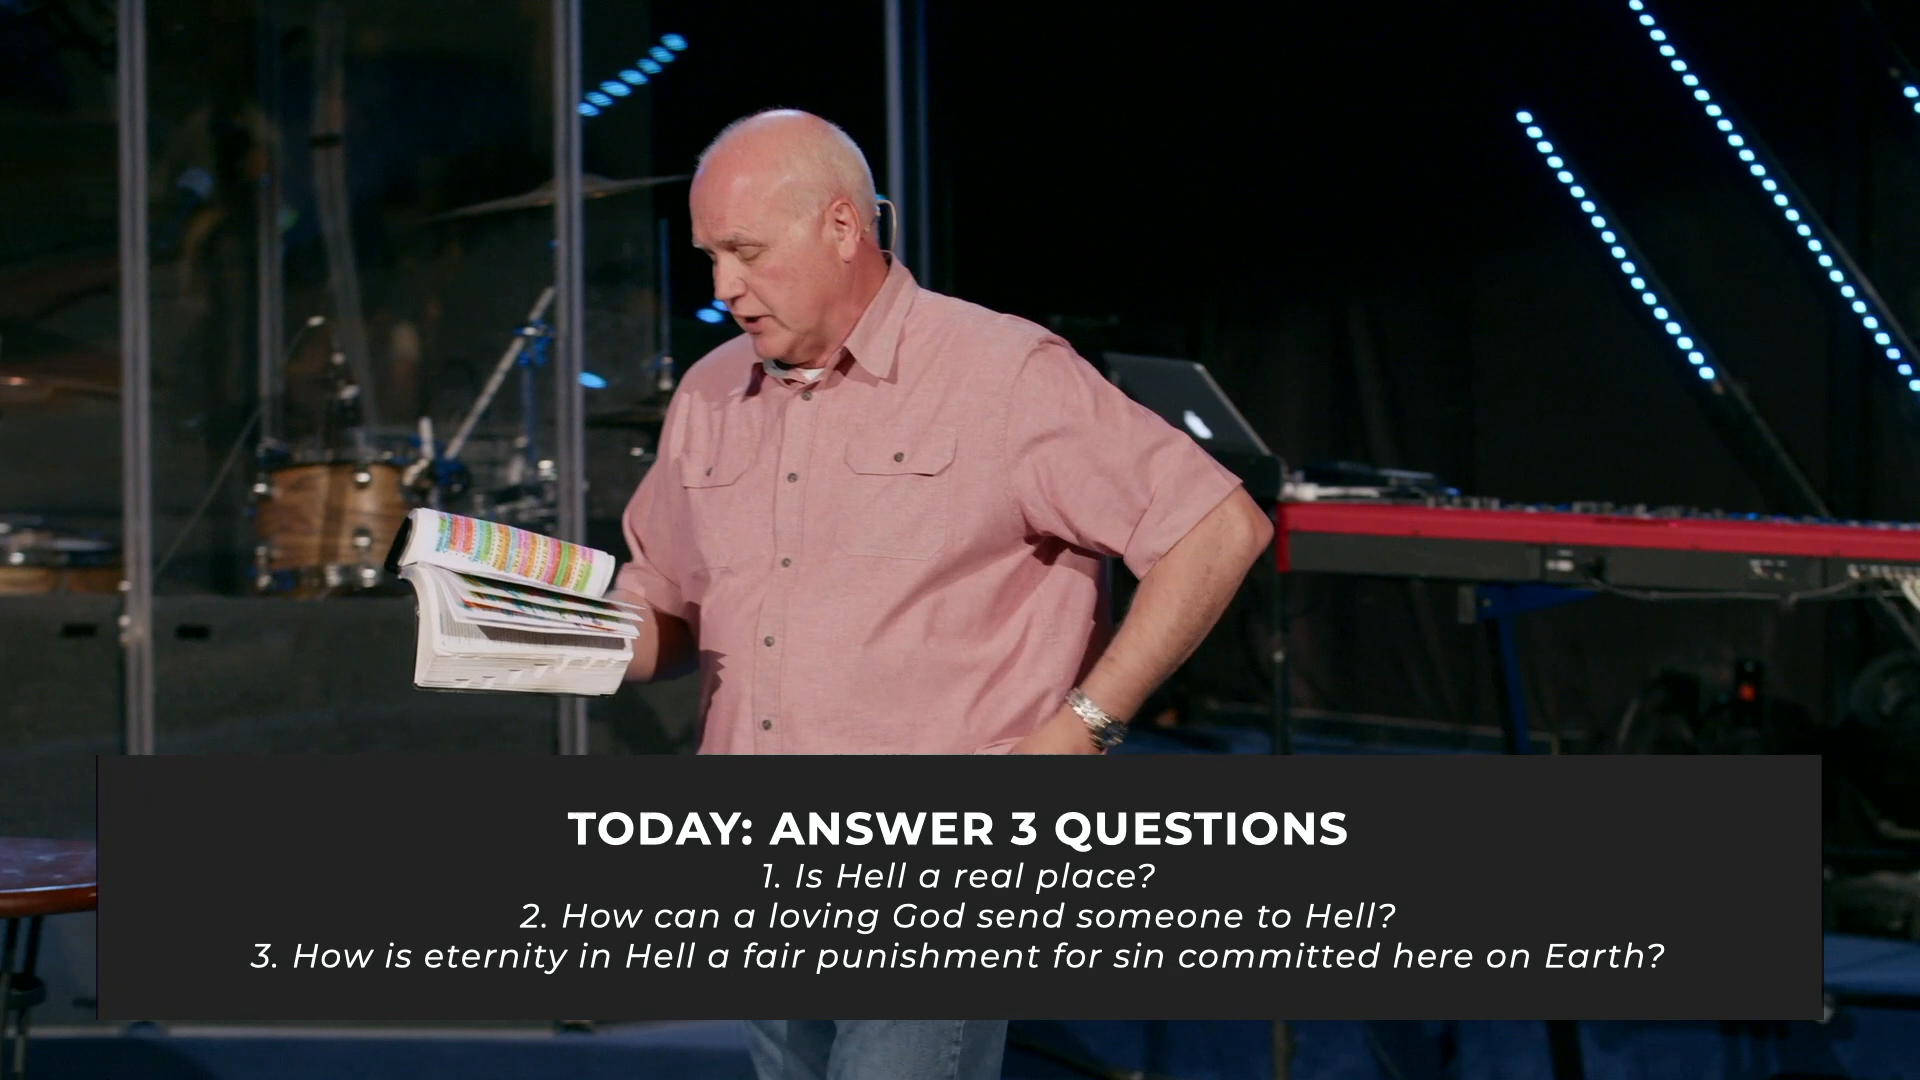 TODAY: ANSWER 3 QUESTIONS
1. Is Hell a real place?
2. How can a loving God send someone to Hell?
3. How is eternity in Hell a fair punishment for sin committed here on Earth?